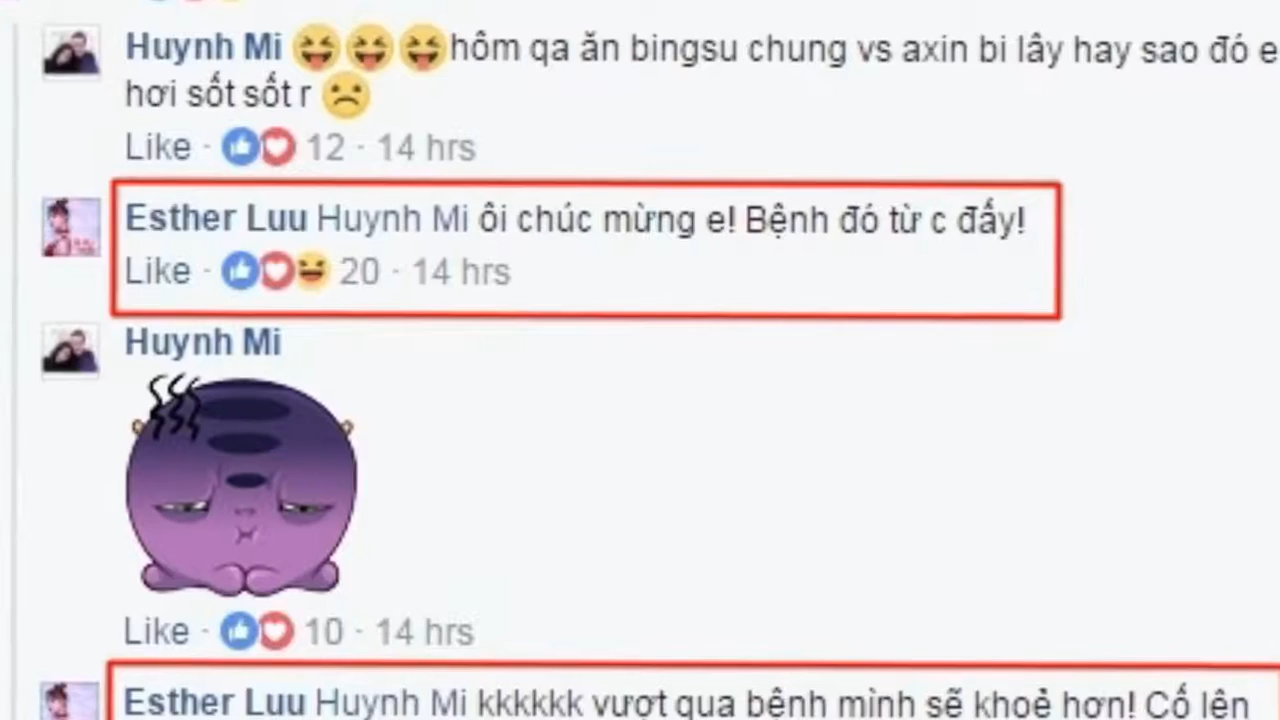 Huynh Mi 😝😝😝hôm qa ăn bingsu chung vs axin bi lây hay sao đó e
hơi sốt sốt r ☹️
Like · 12 · 14 hrs
Esther Luu Huynh Mi ôi chúc mừng e! Bệnh đó từ c đấy!
Like · 20 · 14 hrs
Huynh Mi
Like · 10 · 14 hrs
Esther Luu Huynh Mi kkkkkk vượt qua bệnh mình sẽ khoẻ hơn! Cố lên